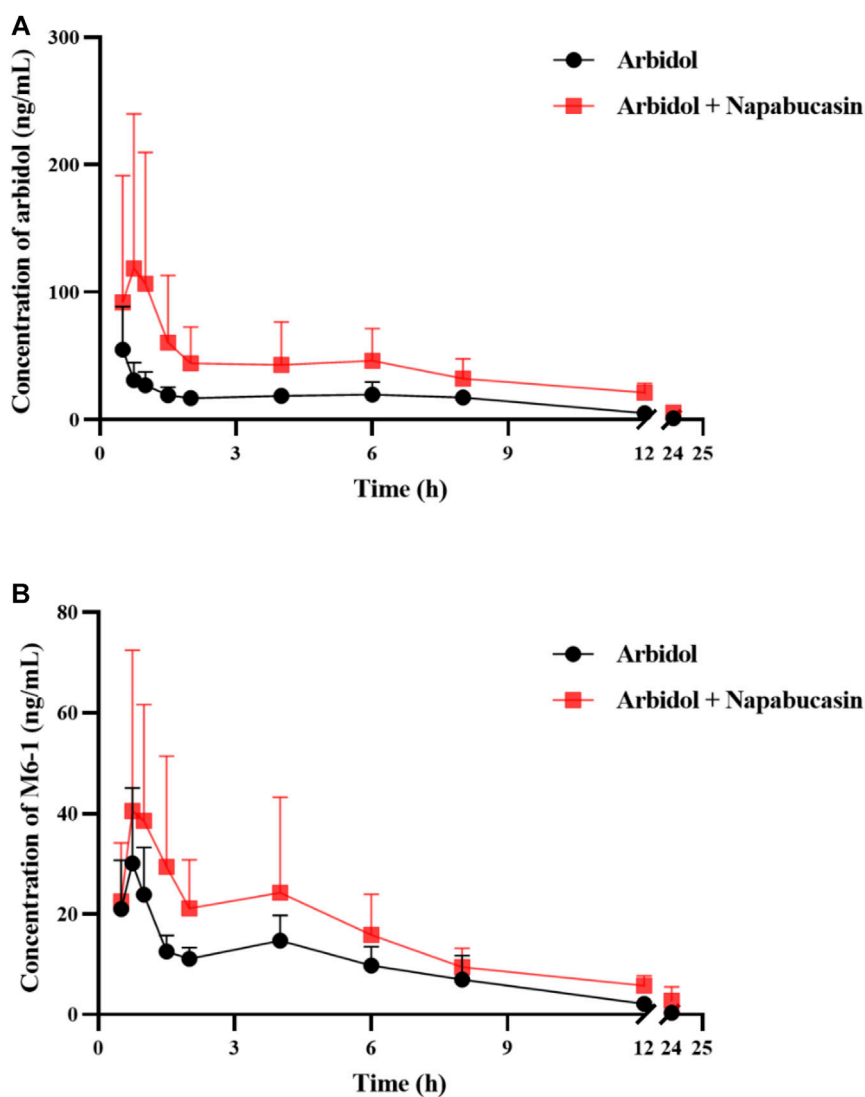 A
Concentration of arbidol (ng/mL)
300
200
100
0
0 3 6 9 12 24 25
Time (h)
Arbidol
Arbidol + Napabucasin
B
Concentration of M6-1 (ng/mL)
80
60
40
20
0
0 3 6 9 12 24 25
Time (h)
Arbidol
Arbidol + Napabucasin